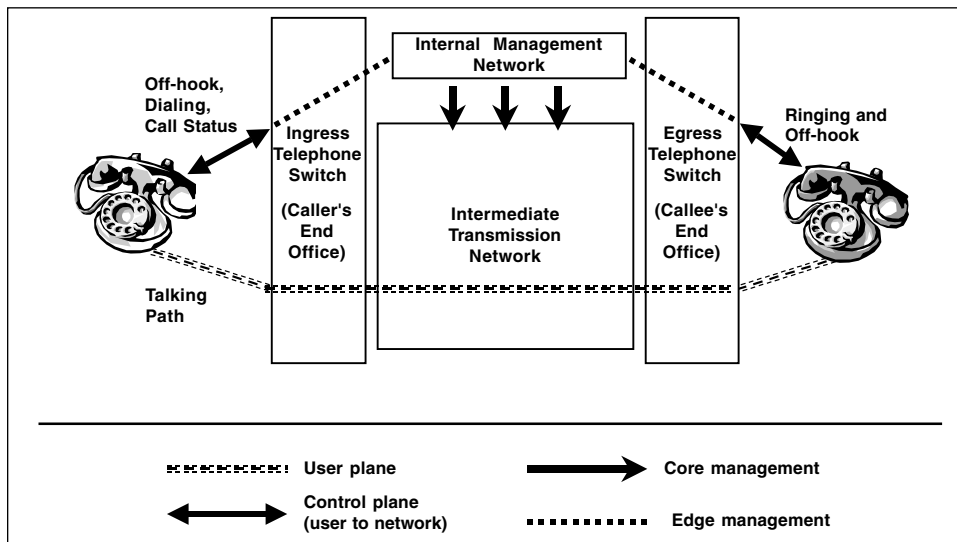 Internal Management
Network
Off-hook,
Dialing,
Call Status
Ingress
Telephone
Switch
(Caller's
End
Office)
Intermediate
Transmission
Network
Egress
Telephone
Switch
(Callee's
End
Office)
Ringing and
Off-hook
Talking
Path
User plane
Core management
Control plane
(user to network)
Edge management